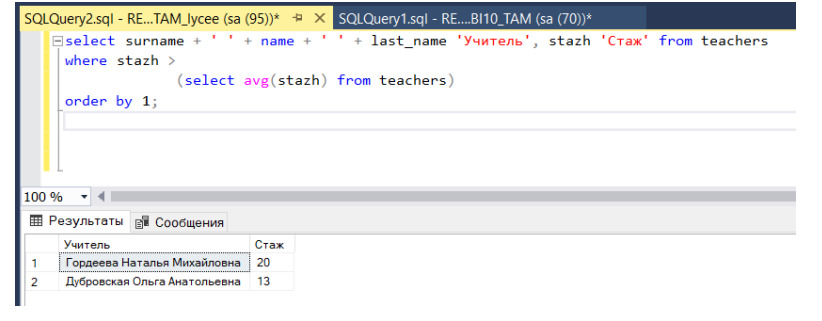 SQLQuery2.sql - RE...TAM_lycee (sa (95))* SQLQuery1.sql - RE....BI10_TAM (sa (70))*
select surname + ' ' + name + ' ' + last_name 'Учитель', stazh 'Стаж' from teachers
where stazh >
(select avg(stazh) from teachers)
order by 1;
100 %
Результаты Сообщения
Учитель Стаж
1 Гордеева Наталья Михайловна 20
2 Дубровская Ольга Анатольевна 13